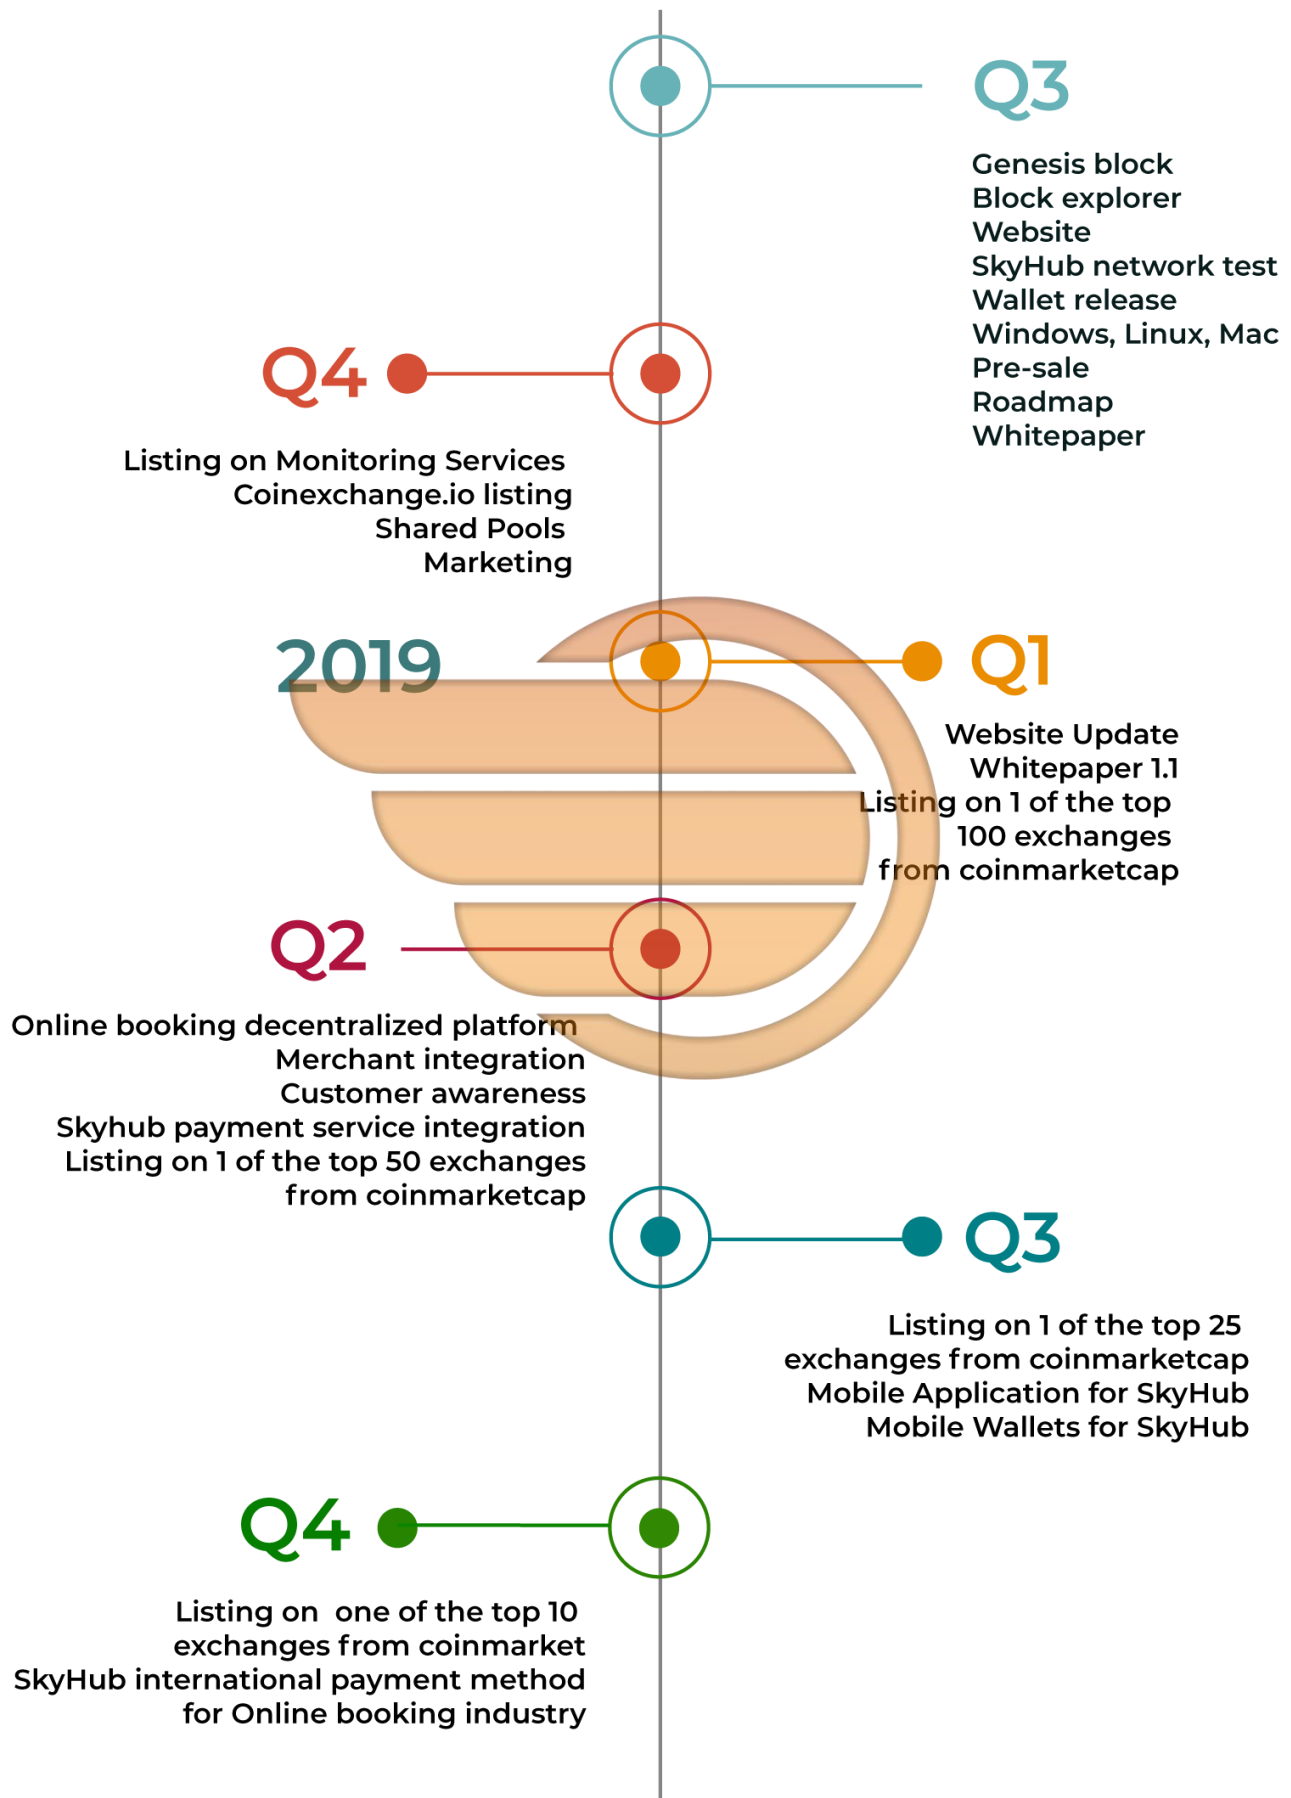 Q3
Genesis block
Block explorer
Website
SkyHub network test
Wallet release
Windows, Linux, Mac
Pre-sale
Roadmap
Whitepaper
Q4
Listing on Monitoring Services
Coinexchange.io listing
Shared Pools
Marketing
2019
Q1
Website Update
Whitepaper 1.1
Listing on 1 of the top
100 exchanges
from coinmarketcap
Q2
Online booking decentralized platform
Merchant integration
Customer awareness
Skyhub payment service integration
Listing on 1 of the top 50 exchanges
from coinmarketcap
Q3
Listing on 1 of the top 25
exchanges from coinmarketcap
Mobile Application for SkyHub
Mobile Wallets for SkyHub
Q4
Listing on one of the top 10
exchanges from coinmarket
SkyHub international payment method
for Online booking industry